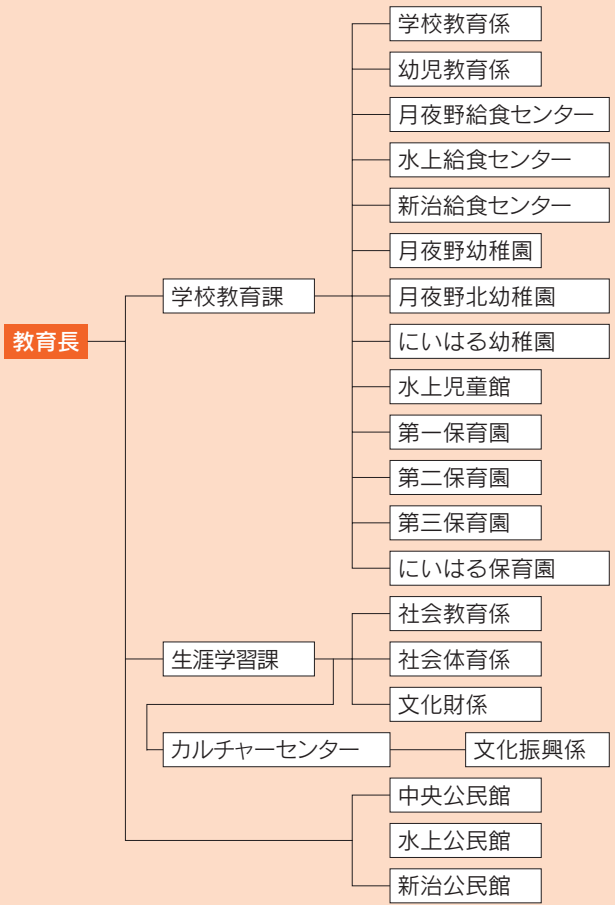 学校教育係
幼児教育係
月夜野給食センター
水上給食センター
新治給食センター
月夜野幼稚園
学校教育課
月夜野北幼稚園
教育長
にいはる幼稚園
水上児童館
第一保育園
第二保育園
第三保育園
にいはる保育園
社会教育係
生涯学習課
社会体育係
文化財係
カルチャーセンター
文化振興係
中央公民館
水上公民館
新治公民館